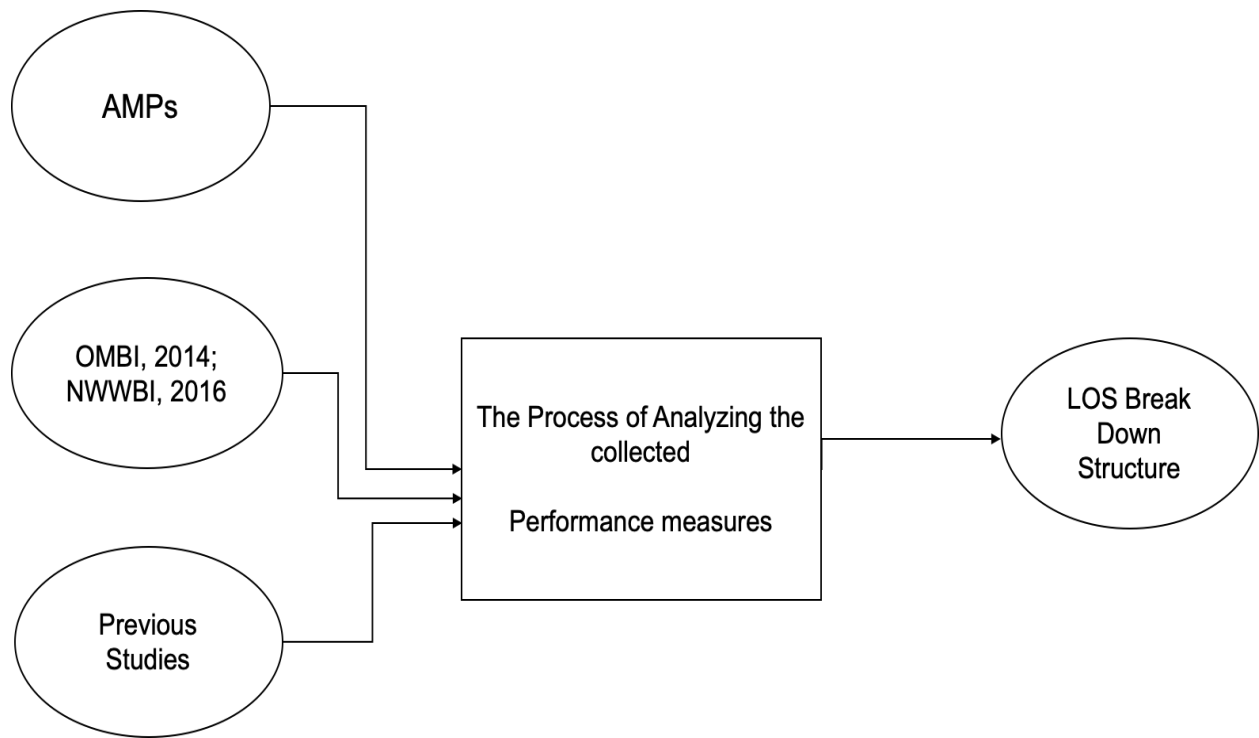 AMPs
OMBI, 2014;
NWWBI, 2016
Previous
Studies
The Process of Analyzing the
collected
Performance measures
LOS Break
Down
Structure